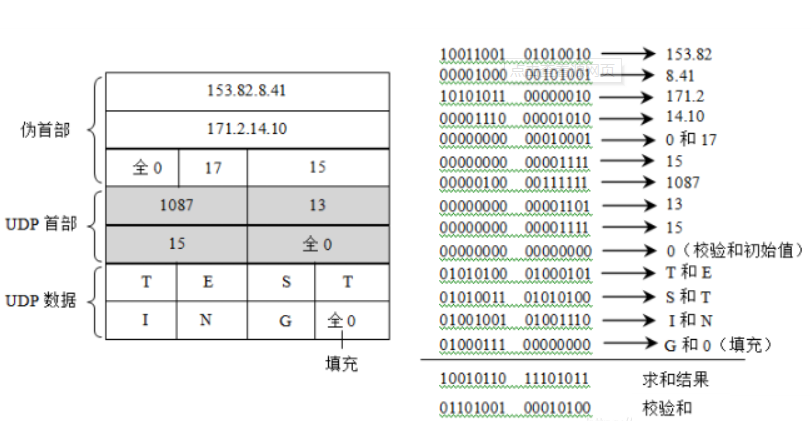 伪首部
153.82.8.41
171.2.14.10
全 0 17 15
UDP 首部
1087 13
15 全 0
UDP 数据
T E S T
I N G 全 0
填充
10011001 01010010 153.82
00001000 00101001 8.41
10101011 00000010 171.2
00001110 00001010 14.10
00000000 00010001 0 和 17
00000000 00001111 15
00000100 00111111 1087
00000000 00001101 13
00000000 00001111 15
00000000 00000000 0（校验和初始值）
01010100 01000101 T 和 E
01010011 01010100 S 和 T
01001001 01001110 I 和 N
01000111 00000000 G 和 0（填充）
10010110 11101011 求和结果
01101001 00010100 校验和